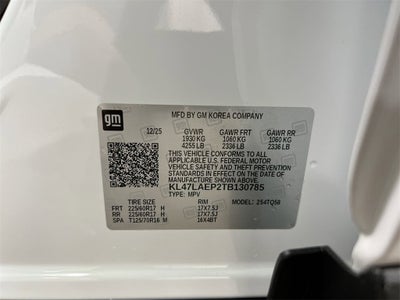 gm
MFD BY GM KOREA COMPANY
12/25 GVWR GAWR FRT GAWR RR
1930 KG 1060 KG 1060 KG
4255 LB 2336 LB 2336 LB
THIS VEHICLE CONFORMS TO ALL
APPLICABLE U.S. FEDERAL MOTOR
VEHICLE SAFETY, BUMPER, AND
THEFT PREVENTION STANDARDS IN
EFFECT ON THE DATE OF
MANUFACTURE SHOWN ABOVE.
KL47LAEP2TB130785
TYPE: MPV
TIRE SIZE RIM MODEL: 2S4TQ58
FRT 225/60R17 H 17X7.5J
RR 225/60R17 H 17X7.5J
SPA T125/70R16 M 16X4BT